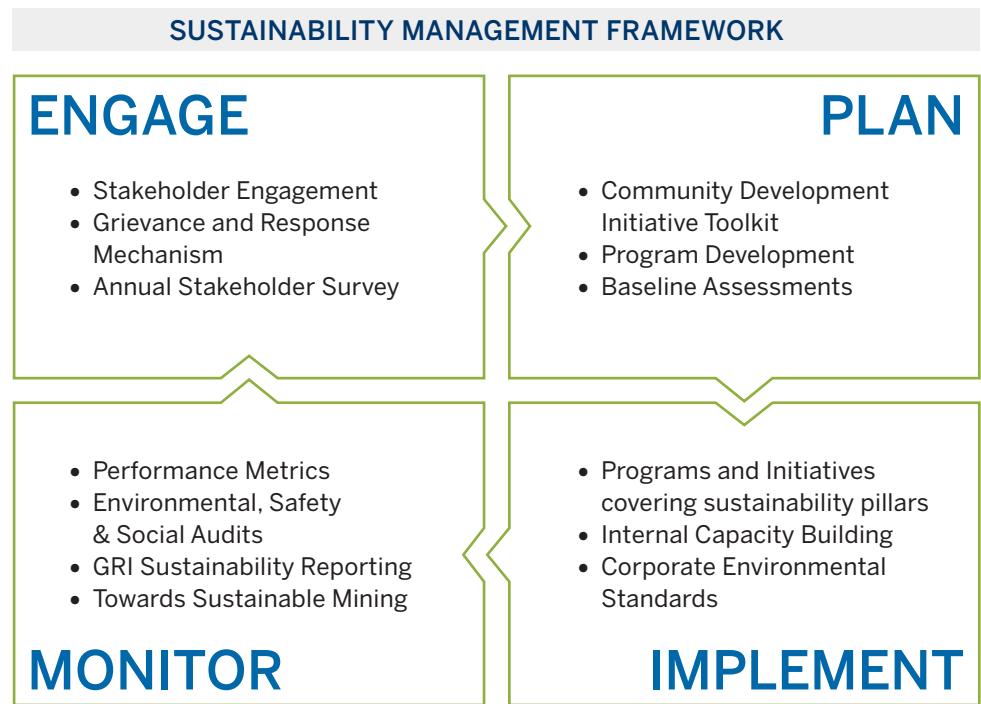 SUSTAINABILITY MANAGEMENT FRAMEWORK
ENGAGE
• Stakeholder Engagement
• Grievance and Response
Mechanism
• Annual Stakeholder Survey
PLAN
• Community Development
Initiative Toolkit
• Program Development
• Baseline Assessments
• Performance Metrics
• Environmental, Safety
& Social Audits
• GRI Sustainability Reporting
• Towards Sustainable Mining
MONITOR
• Programs and Initiatives
covering sustainability pillars
• Internal Capacity Building
• Corporate Environmental
Standards
IMPLEMENT